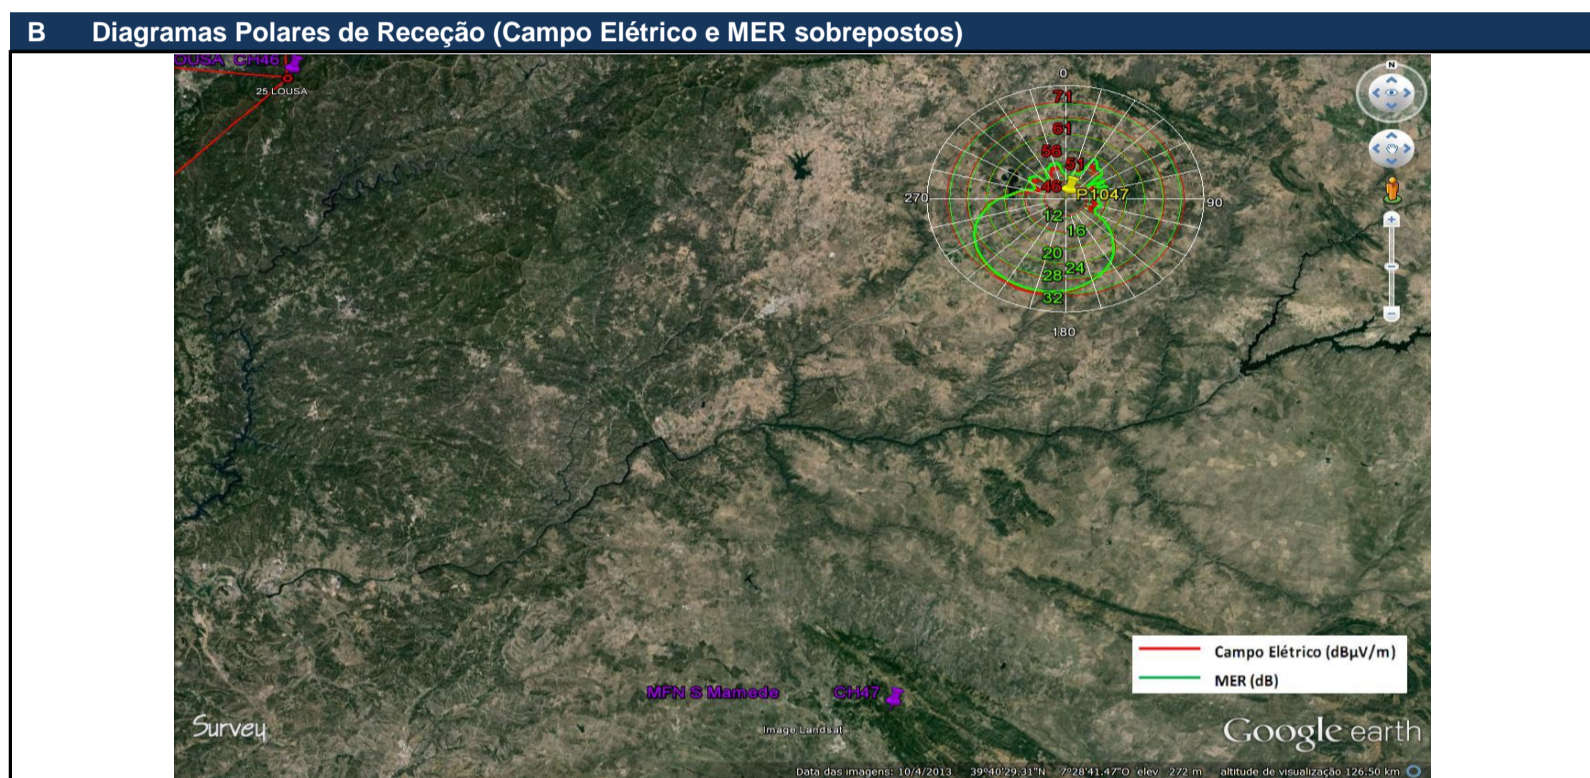 B Diagramas Polares de Receção (Campo Elétrico e MER sobrepostos)
OUSA CH46
25 LOUSA
N
0
71
61
56
51
46
P1047
270
90
12
16
20
24
28
32
180
Campo Elétrico (dBµV/m)
MER (dB)
MFN S Mamede CH47
Survey
Image Landsat
Google earth
Data das imagens: 10/4/2013 39°40'29.31"N 7°28'41.47"O elev 272 m altitude de visualização 126.50 km